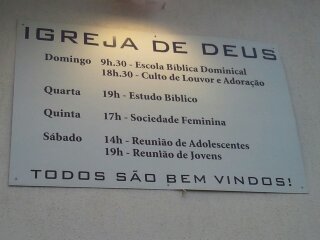 IGREJA DE DEUS
Domingo 9h.30 - Escola Bíblica Dominical
18h.30 - Culto de Louvor e Adoração
Quarta 19h - Estudo Bíblico
Quinta 17h - Sociedade Feminina
Sábado 14h - Reunião de Adolescentes
19h - Reunião de Jovens
TODOS SÃO BEM VINDOS!